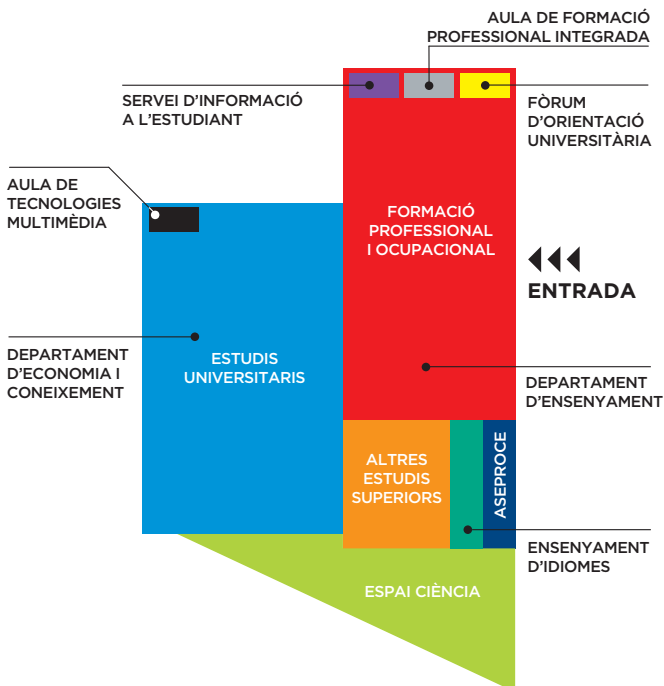 AULA DE FORMACIÓ
PROFESSIONAL INTEGRADA
SERVEI D'INFORMACIÓ
A L'ESTUDIANT
FÒRUM
D'ORIENTACIÓ
UNIVERSITÀRIA
AULA DE
TECNOLOGIES
MULTIMÈDIA
FORMACIÓ
PROFESSIONAL
I OCUPACIONAL
ENTRADA
DEPARTAMENT
D'ECONOMIA I
CONEIXEMENT
ESTUDIS
UNIVERSITARIS
DEPARTAMENT
D'ENSENYAMENT
ALTRES
ESTUDIS
SUPERIORS
ASEPROCE
ENSENYAMENT
D'IDIOMES
ESPAI CIÈNCIA